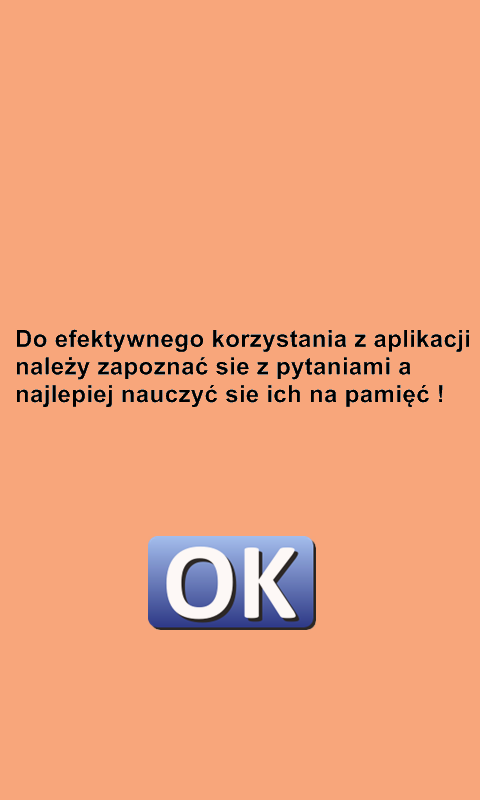 Do efektywnego korzystania z aplikacji
należy zapoznać sie z pytaniami a
najlepiej nauczyć sie ich na pamięć !
OK